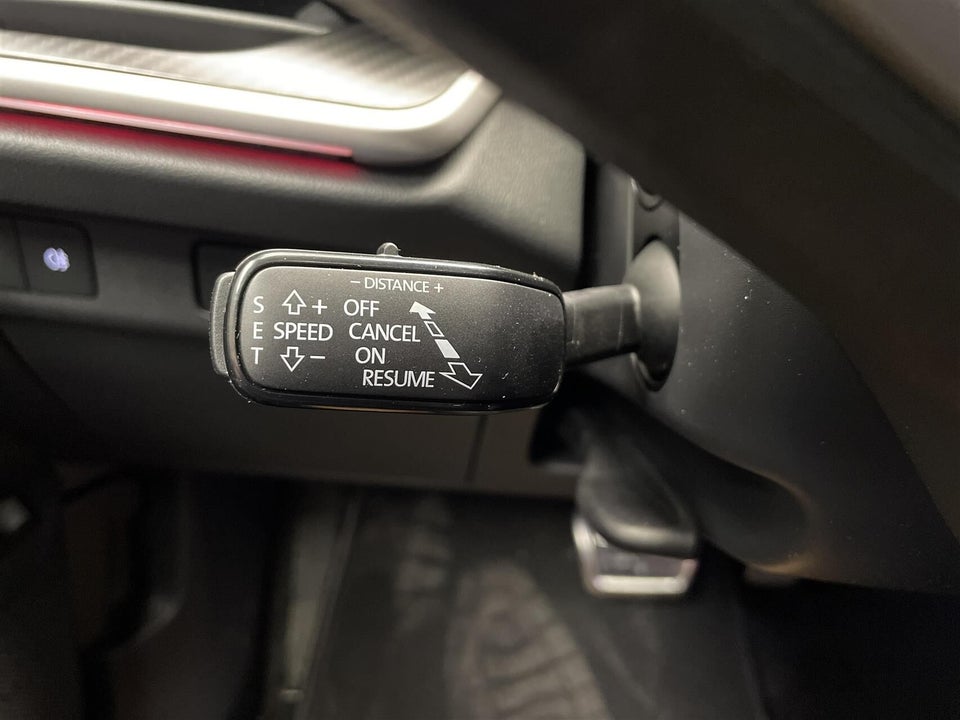 – DISTANCE +
S + OFF
E SPEED CANCEL
T – ON
RESUME